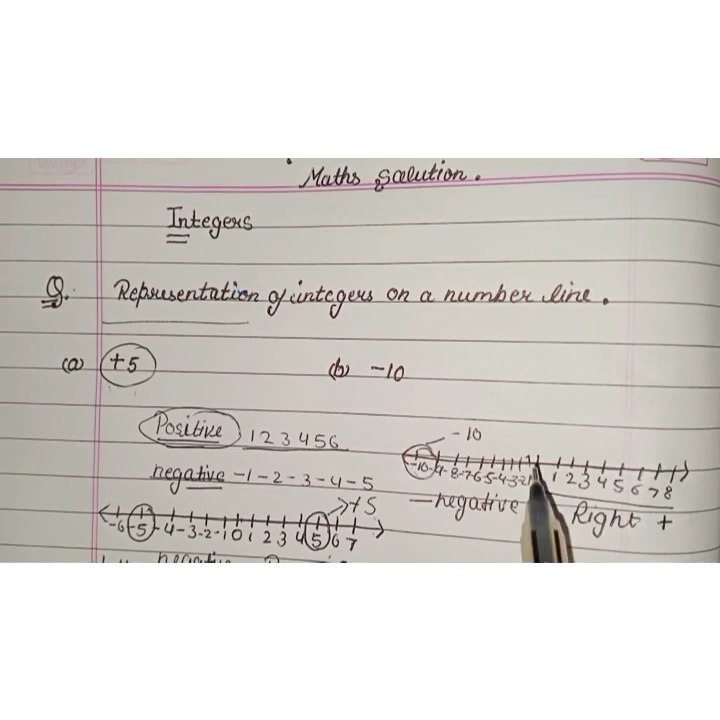 Maths solution.
Integers
Q. Representation of integers on a number line.
(a) +5 (b) -10
Positive 1 2 3 4 5 6
-10
negative -1 -2 -3 -4 -5
-10 -9 -8 -7 -6 -5 -4 -3 -2 -1 1 2 3 4 5 6 7 8
-negative Right +
+5
-6 -5 -4 -3 -2 -1 0 1 2 3 4 5 6 7
negative